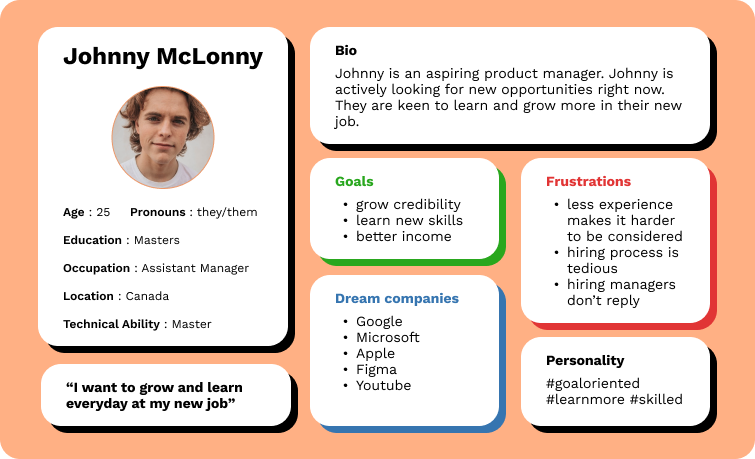 Johnny McLonny
Age : 25 Pronouns : they/them
Education : Masters
Occupation : Assistant Manager
Location : Canada
Technical Ability : Master
“I want to grow and learn
everyday at my new job”
Bio
Johnny is an aspiring product manager. Johnny is
actively looking for new opportunities right now.
They are keen to learn and grow more in their new
job.
Goals
• grow credibility
• learn new skills
• better income
Dream companies
• Google
• Microsoft
• Apple
• Figma
• Youtube
Frustrations
• less experience
makes it harder
to be considered
• hiring process is
tedious
• hiring managers
don’t reply
Personality
#goaloriented
#learnmore #skilled